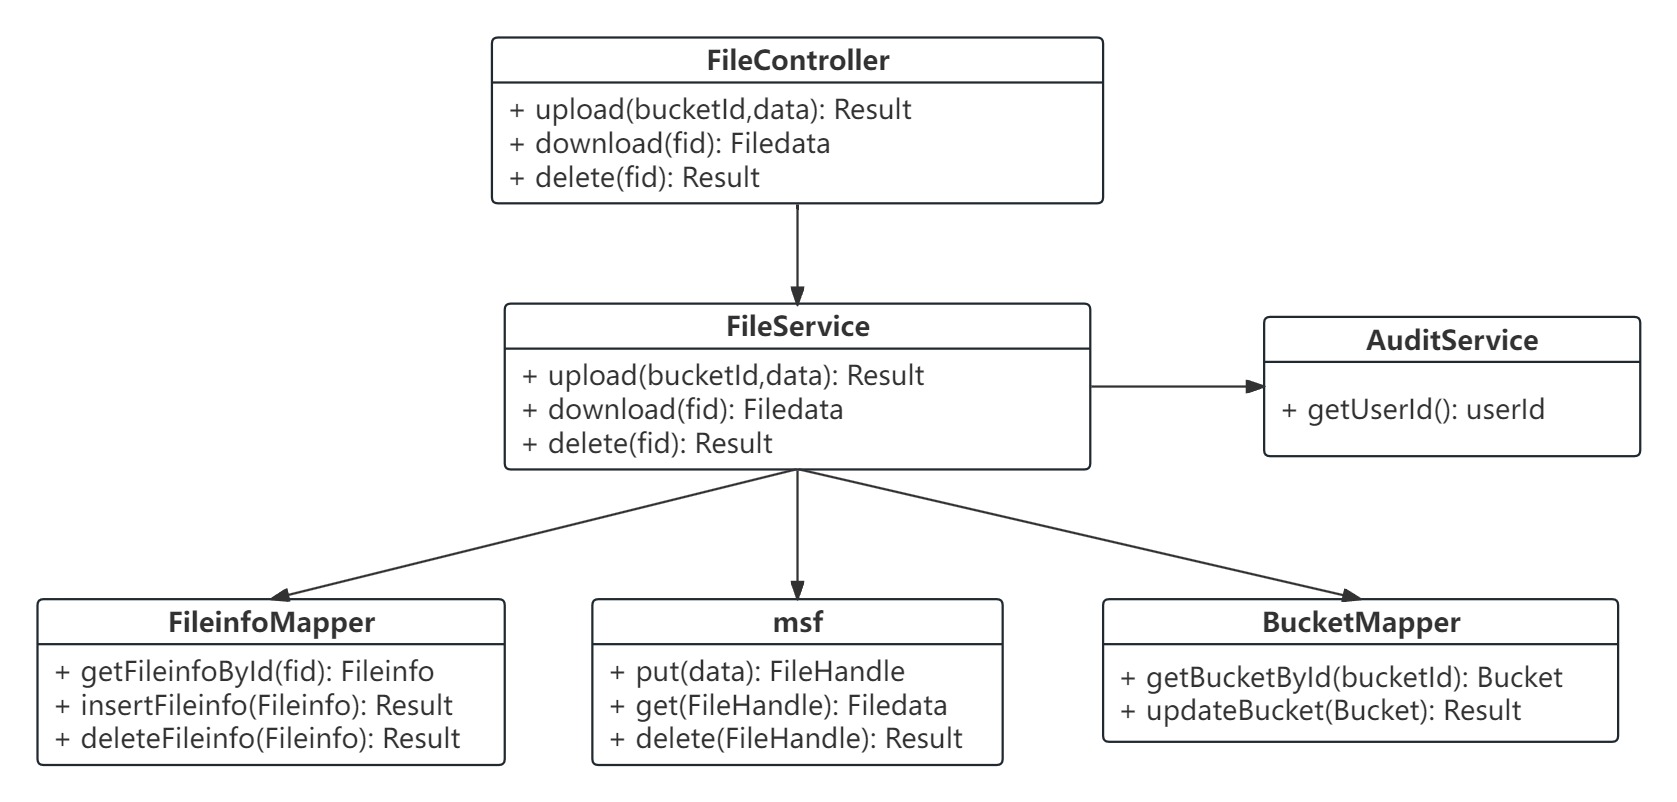 FileController
+ upload(bucketId,data): Result
+ download(fid): Filedata
+ delete(fid): Result
FileService
+ upload(bucketId,data): Result
+ download(fid): Filedata
+ delete(fid): Result
AuditService
+ getUserId(): userId
FileinfoMapper
+ getFileinfoById(fid): Fileinfo
+ insertFileinfo(Fileinfo): Result
+ deleteFileinfo(Fileinfo): Result
msf
+ put(data): FileHandle
+ get(FileHandle): Filedata
+ delete(FileHandle): Result
BucketMapper
+ getBucketById(bucketId): Bucket
+ updateBucket(Bucket): Result